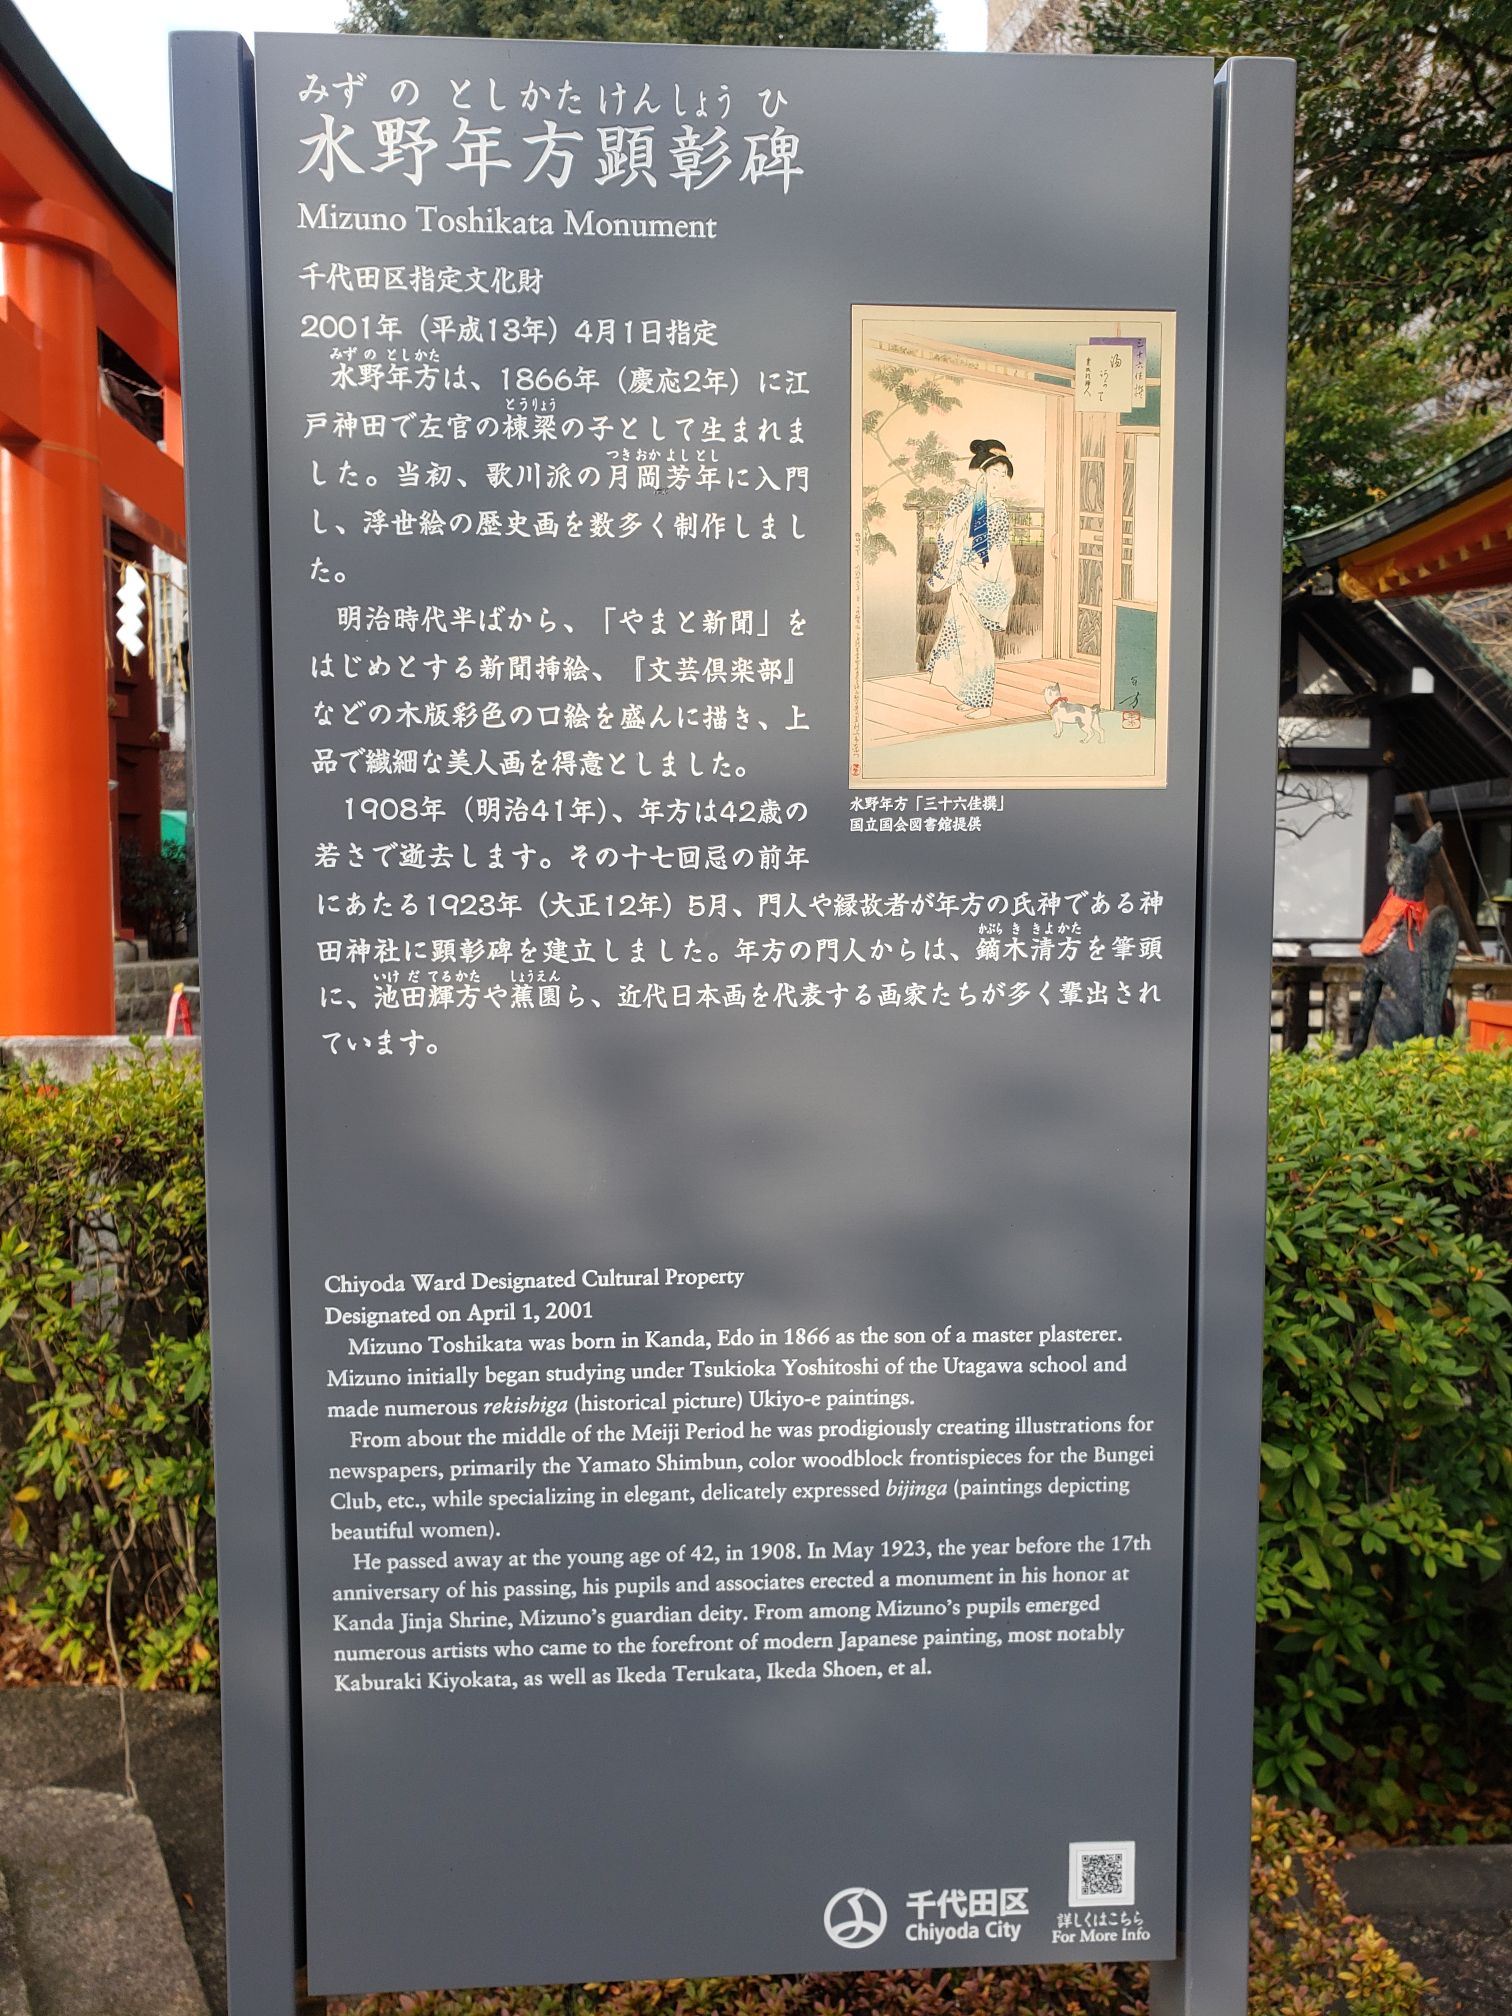 みずのとしかたけんしょうひ
水野年方顕彰碑
Mizuno Toshikata Monument
千代田区指定文化財
2001年（平成13年）4月1日指定
みずのとしかた
水野年方は、1866年（慶応2年）に江
とうりょう
戸神田で左官の棟梁の子として生まれま
つきおかよしとし
した。当初、歌川派の月岡芳年に入門
し、浮世絵の歴史画を数多く制作しまし
た。
明治時代半ばから、「やまと新聞」を
はじめとする新聞挿絵、『文芸倶楽部』
などの木版彩色の口絵を盛んに描き、上
品で繊細な美人画を得意としました。
1908年（明治41年）、年方は42歳の
若さで逝去します。その十七回忌の前年
にあたる1923年（大正12年）5月、門人や縁故者が年方の氏神である神
かぶらききよかた
田神社に顕彰碑を建立しました。年方の門人からは、鏑木清方を筆頭
いけだてるかた しょうえん
に、池田輝方や蕉園ら、近代日本画を代表する画家たちが多く輩出され
ています。
三十六佳撰
年方
水野年方「三十六佳撰」
国立国会図書館提供
Chiyoda Ward Designated Cultural Property
Designated on April 1, 2001
Mizuno Toshikata was born in Kanda, Edo in 1866 as the son of a master plasterer.
Mizuno initially began studying under Tsukioka Yoshitoshi of the Utagawa school and
made numerous rekishiga (historical picture) Ukiyo-e paintings.
From about the middle of the Meiji Period he was prodigiously creating illustrations for
newspapers, primarily the Yamato Shimbun, color woodblock frontispieces for the Bungei
Club, etc., while specializing in elegant, delicately expressed bijinga (paintings depicting
beautiful women).
He passed away at the young age of 42, in 1908. In May 1923, the year before the 17th
anniversary of his passing, his pupils and associates erected a monument in his honor at
Kanda Jinja Shrine, Mizuno's guardian deity. From among Mizuno's pupils emerged
numerous artists who came to the forefront of modern Japanese painting, most notably
Kaburaki Kiyokata, as well as Ikeda Terukata, Ikeda Shoen, et al.
千代田区
Chiyoda City
詳しくはこちら
For More Info